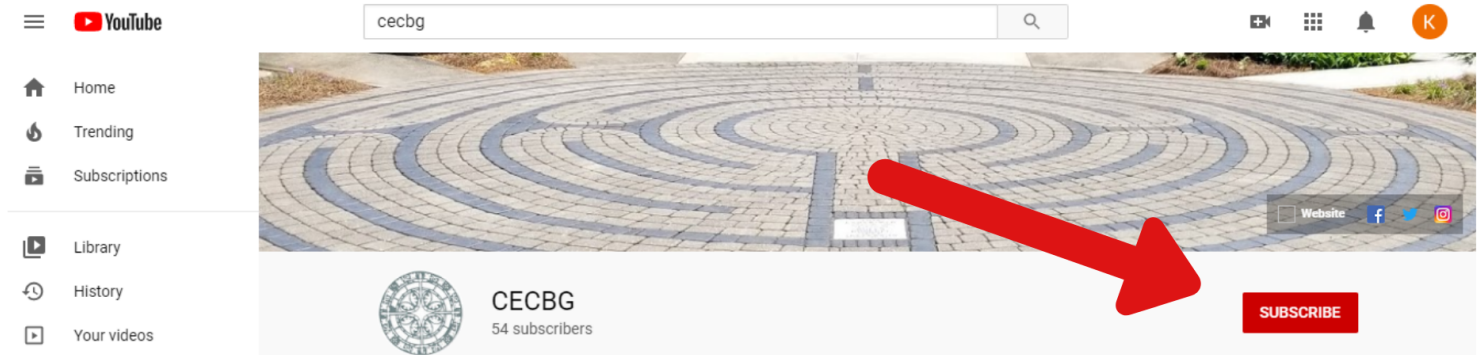 YouTube
cecbg
K
Home
Trending
Subscriptions
Website
Library
History
Your videos
CECBG
54 subscribers
SUBSCRIBE